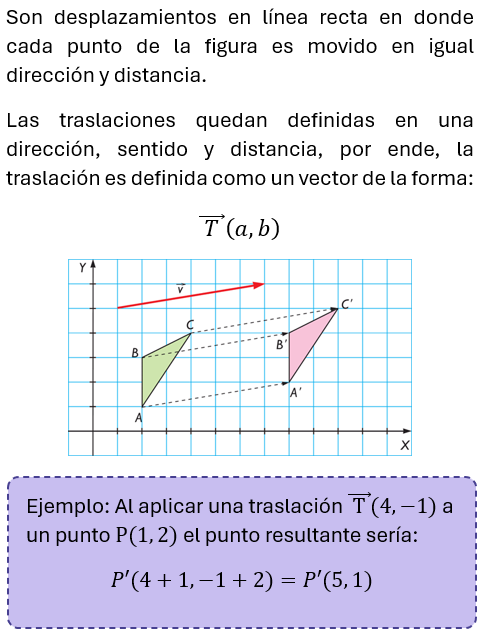 Son desplazamientos en línea recta en donde
cada punto de la figura es movido en igual
dirección y distancia.
Las traslaciones quedan definidas en una
dirección, sentido y distancia, por ende, la
traslación es definida como un vector de la forma:
T⃗ (a, b)
Y
v⃗
C'
C
B'
B
A'
A
X
Ejemplo: Al aplicar una traslación T⃗ (4, −1) a
un punto P(1, 2) el punto resultante sería:
P′(4 + 1, −1 + 2) = P′(5, 1)